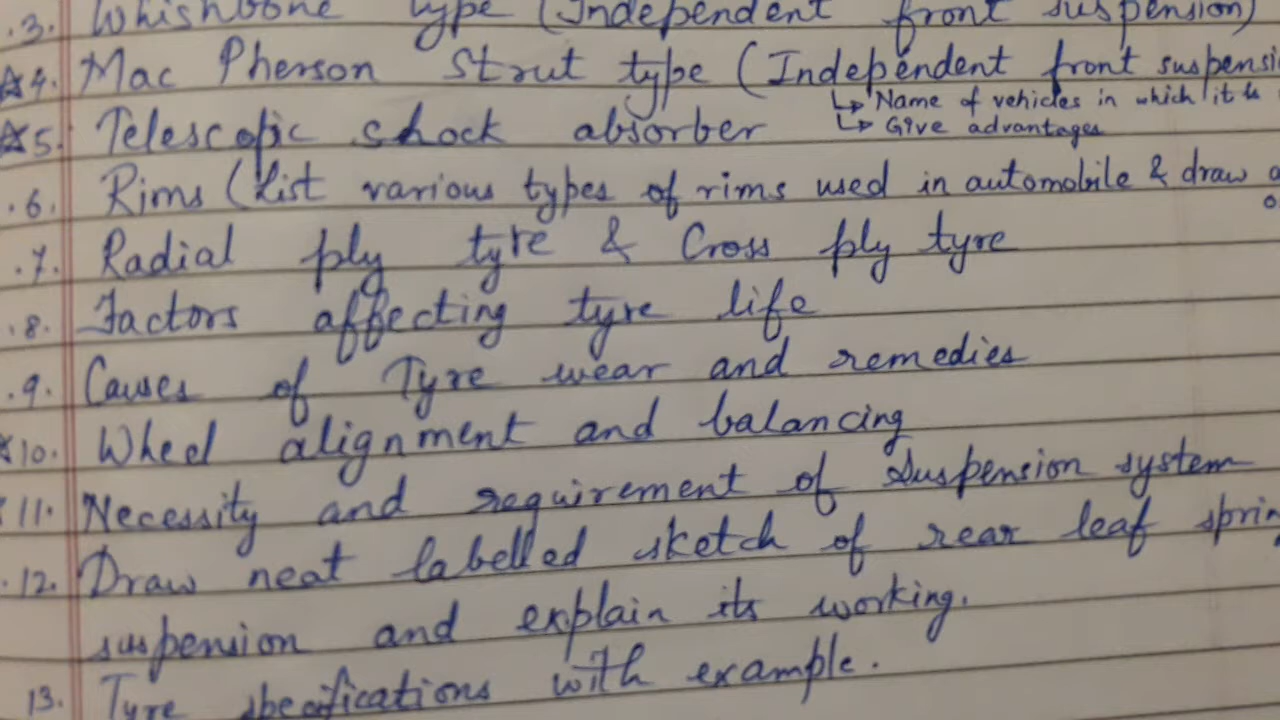 .3. Whishbone type (Independent front suspension)
☆4. Mac Pherson Strut type (Independent front suspensi
↳ Name of vehicles in which it is
☆5. Telescopic shock absorber
↳ Give advantages
.6. Rims (List various types of rims used in automobile & draw
.7. Radial ply tyre & Cross ply tyre
.8. Factors affecting tyre life
.9. Causes of Tyre wear and remedies
☆10. Wheel alignment and balancing
11. Necessity and requirement of suspension system
.12. Draw neat labelled sketch of rear leaf sprin
suspension and explain its working.
13. Tyre specifications with example.